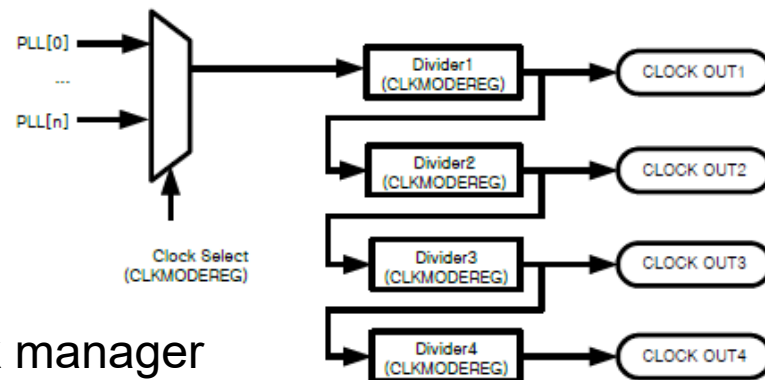 PLL[0]
...
PLL[n]
Clock Select
(CLKMODEREG)
Divider1
(CLKMODEREG)
CLOCK OUT1
Divider2
(CLKMODEREG)
CLOCK OUT2
Divider3
(CLKMODEREG)
CLOCK OUT3
Divider4
(CLKMODEREG)
CLOCK OUT4
manager